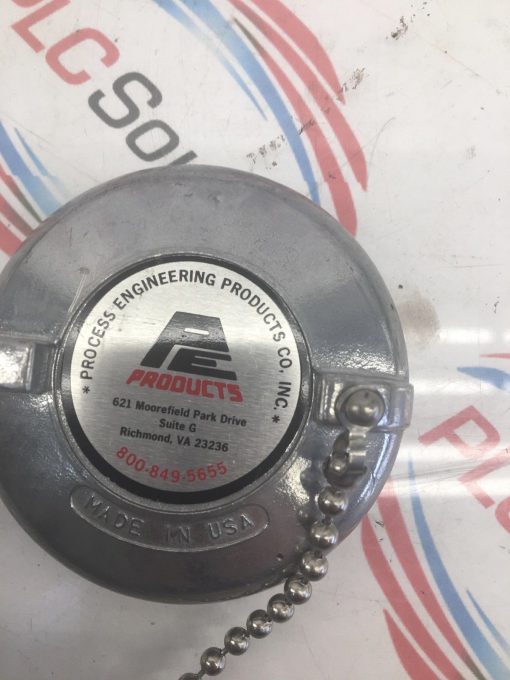 PLCSol
* PROCESS ENGINEERING PRODUCTS CO., INC. *
PE
PRODUCTS
621 Moorefield Park Drive
Suite G
Richmond, VA 23236
800-849-5655
MADE IN USA
PLC